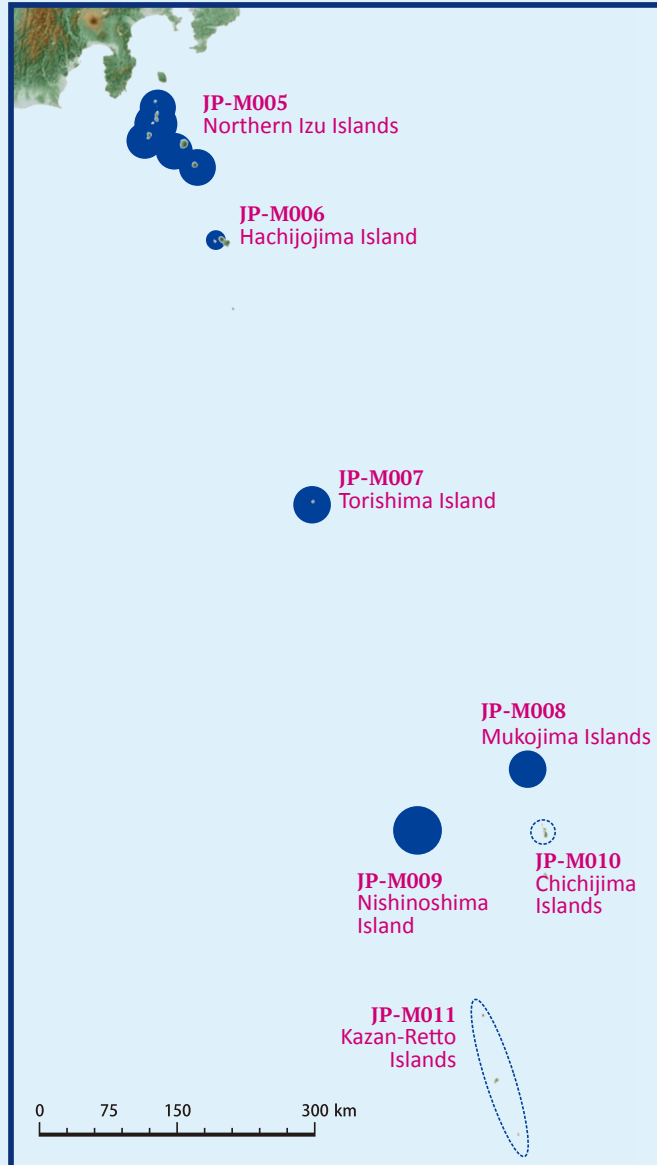 JP-M005
Northern Izu Islands
JP-M006
Hachijojima Island
JP-M007
Torishima Island
JP-M008
Mukojima Islands
JP-M009
Nishinoshima
Island
JP-M010
Chichijima
Islands
JP-M011
Kazan-Retto
Islands
0 75 150 300 km